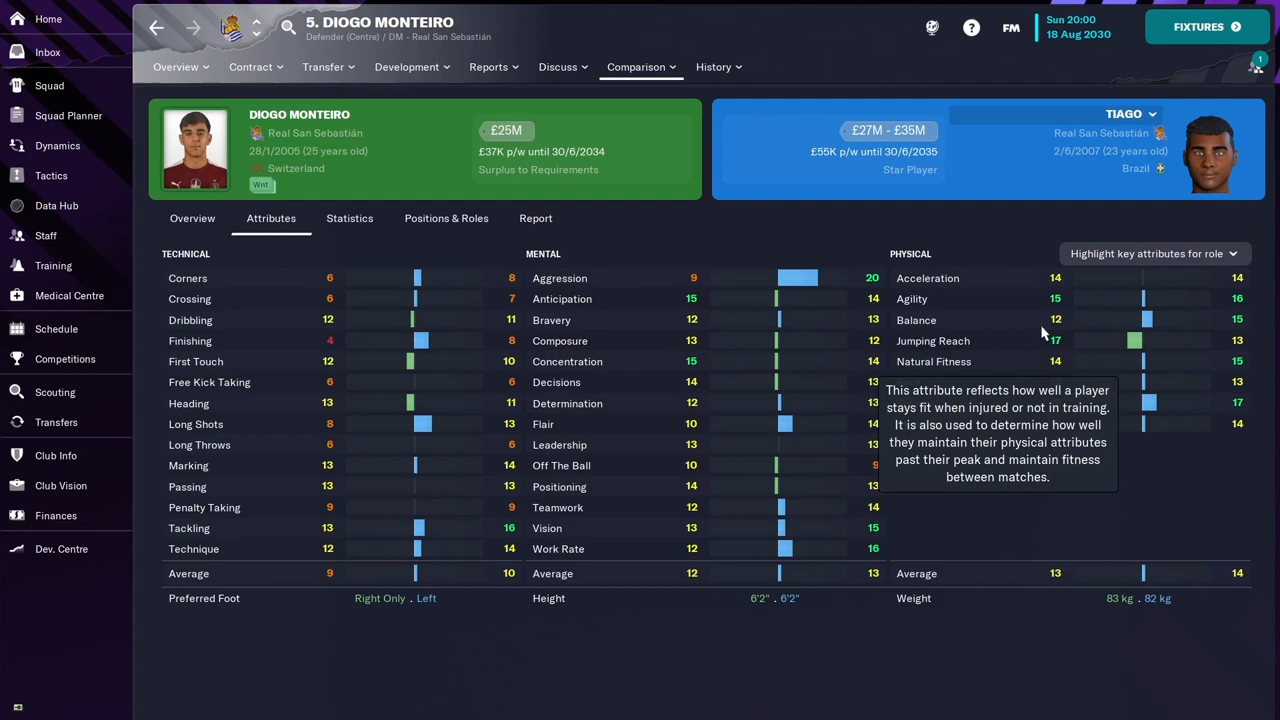 Home
Inbox
Squad
Squad Planner
Dynamics
Tactics
Data Hub
Staff
Training
Medical Centre
Schedule
Competitions
Scouting
Transfers
Club Info
Club Vision
Finances
Dev. Centre
5. DIOGO MONTEIRO
Defender (Centre) / DM - Real San Sebastián
FM
Sun 20:00
18 Aug 2030
FIXTURES
1
Overview Contract Transfer Development Reports Discuss Comparison History
DIOGO MONTEIRO
Real San Sebastián
28/1/2005 (25 years old)
Switzerland
Wnt
£25M
£37K p/w until 30/6/2034
Surplus to Requirements
£27M - £35M
£55K p/w until 30/6/2035
Star Player
TIAGO
Real San Sebastián
2/6/2007 (23 years old)
Brazil
Overview Attributes Statistics Positions & Roles Report
TECHNICAL
Corners 6 8
Crossing 6 7
Dribbling 12 11
Finishing 4 8
First Touch 12 10
Free Kick Taking 6 6
Heading 13 11
Long Shots 8 13
Long Throws 6 6
Marking 13 14
Passing 13 13
Penalty Taking 9 9
Tackling 13 16
Technique 12 14
Average 9 10
Preferred Foot Right Only . Left
MENTAL
Aggression 9 20
Anticipation 15 14
Bravery 12 13
Composure 13 12
Concentration 15 14
Decisions 14 13
Determination 12 13
Flair 10 14
Leadership 13
Off The Ball 10 9
Positioning 14 13
Teamwork 12 14
Vision 13 15
Work Rate 12 16
Average 12 13
Height 6'2" . 6'2"
PHYSICAL
Highlight key attributes for role
Acceleration 14 14
Agility 15 16
Balance 12 15
Jumping Reach 17 13
Natural Fitness 14 15
13
17
14
This attribute reflects how well a player
stays fit when injured or not in training.
It is also used to determine how well
they maintain their physical attributes
past their peak and maintain fitness
between matches.
Average 13 14
Weight 83 kg . 82 kg